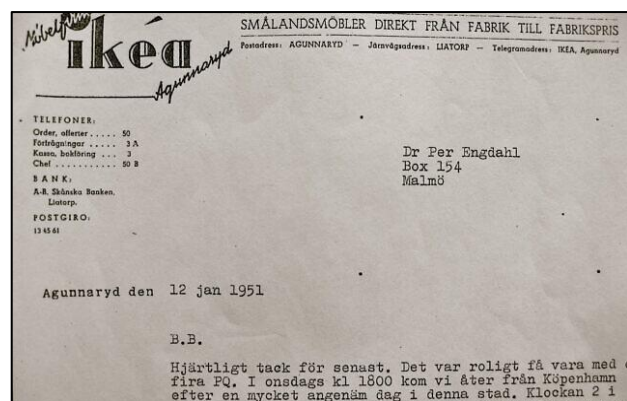 Möbelfirma
ikéa
Agunnaryd
SMÅLANDSMÖBLER DIREKT FRÅN FABRIK TILL FABRIKSPRIS
Postadress: AGUNNARYD — Järnvägsadress: LIATORP — Telegramadress: IKÉA, Agunnaryd
TELEFONER:
Order, offerter ..... 50
Förfrågningar ..... 3 A
Kassa, bokföring ... 3
Chef ........... 50 B
BANK:
A.-B. Skånska Banken,
Liatorp.
POSTGIRO:
13 45 61
Dr Per Engdahl
Box 154
Malmö
Agunnaryd den 12 jan 1951
B.B.
Hjärtligt tack för senast. Det var roligt få vara med
fira PQ. I onsdags kl 1800 kom vi åter från Köpenhamn
efter en mycket angenäm dag i denna stad. Klockan 2 i